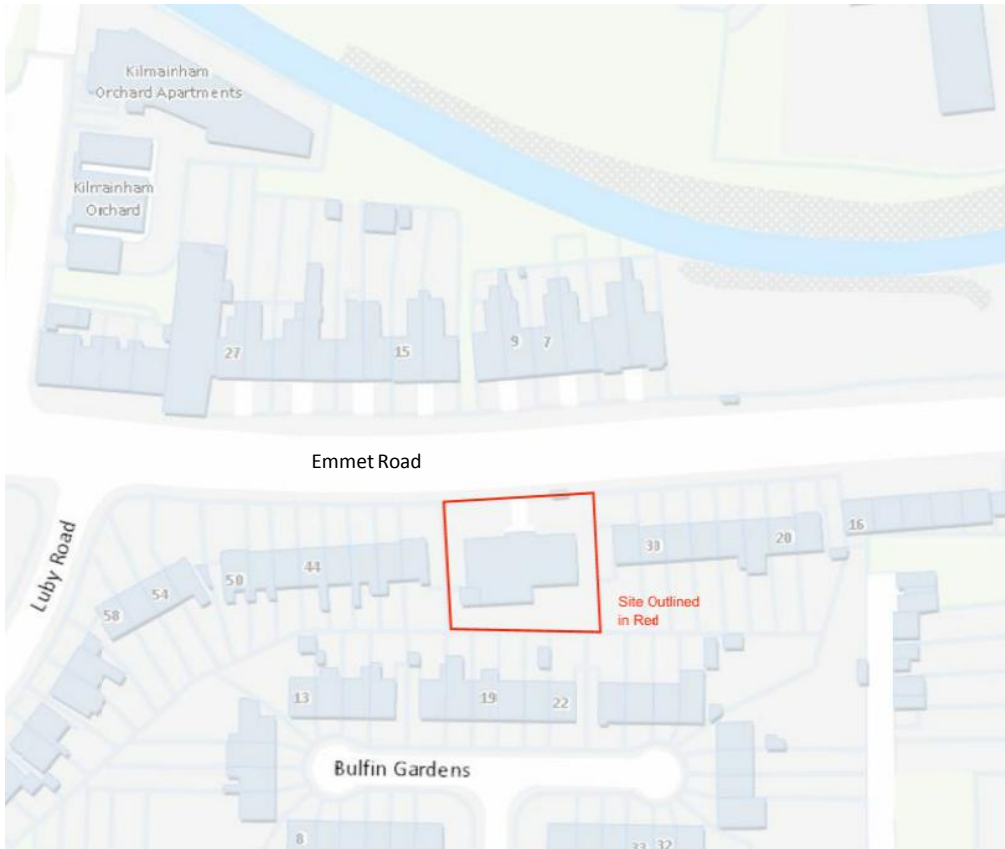 Kilmainham
Orchard Apartments
Kilmainham
Orchard
27
15
9
7
Emmet Road
Luby Road
58
54
50
44
30
20
16
Site Outlined
in Red
13
19
22
Bulfin Gardens
8
33
32